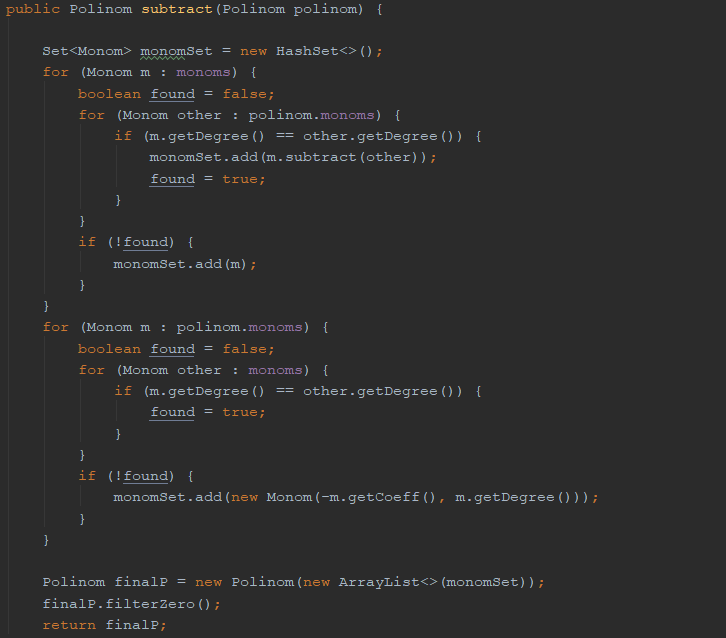 public Polinom subtract(Polinom polinom) {
Set<Monom> monomSet = new HashSet<>();
for (Monom m : monoms) {
boolean found = false;
for (Monom other : polinom.monoms) {
if (m.getDegree() == other.getDegree()) {
monomSet.add(m.subtract(other));
found = true;
}
}
if (!found) {
monomSet.add(m);
}
}
for (Monom m : polinom.monoms) {
boolean found = false;
for (Monom other : monoms) {
if (m.getDegree() == other.getDegree()) {
found = true;
}
}
if (!found) {
monomSet.add(new Monom(-m.getCoeff(), m.getDegree()));
}
}
Polinom finalP = new Polinom(new ArrayList<>(monomSet));
finalP.filterZero();
return finalP;